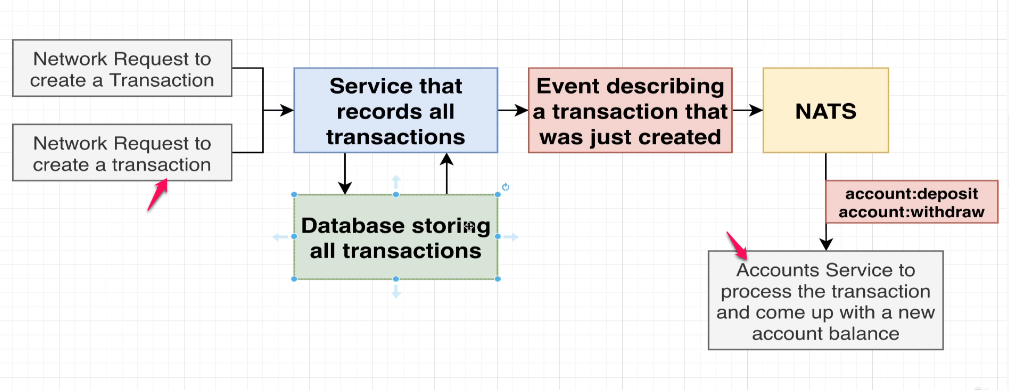 Network Request to
create a Transaction
Network Request to
create a transaction
Service that
records all
transactions
Event describing
a transaction that
was just created
NATS
account:deposit
account:withdraw
Database storing
all transactions
Accounts Service to
process the transaction
and come up with a new
account balance